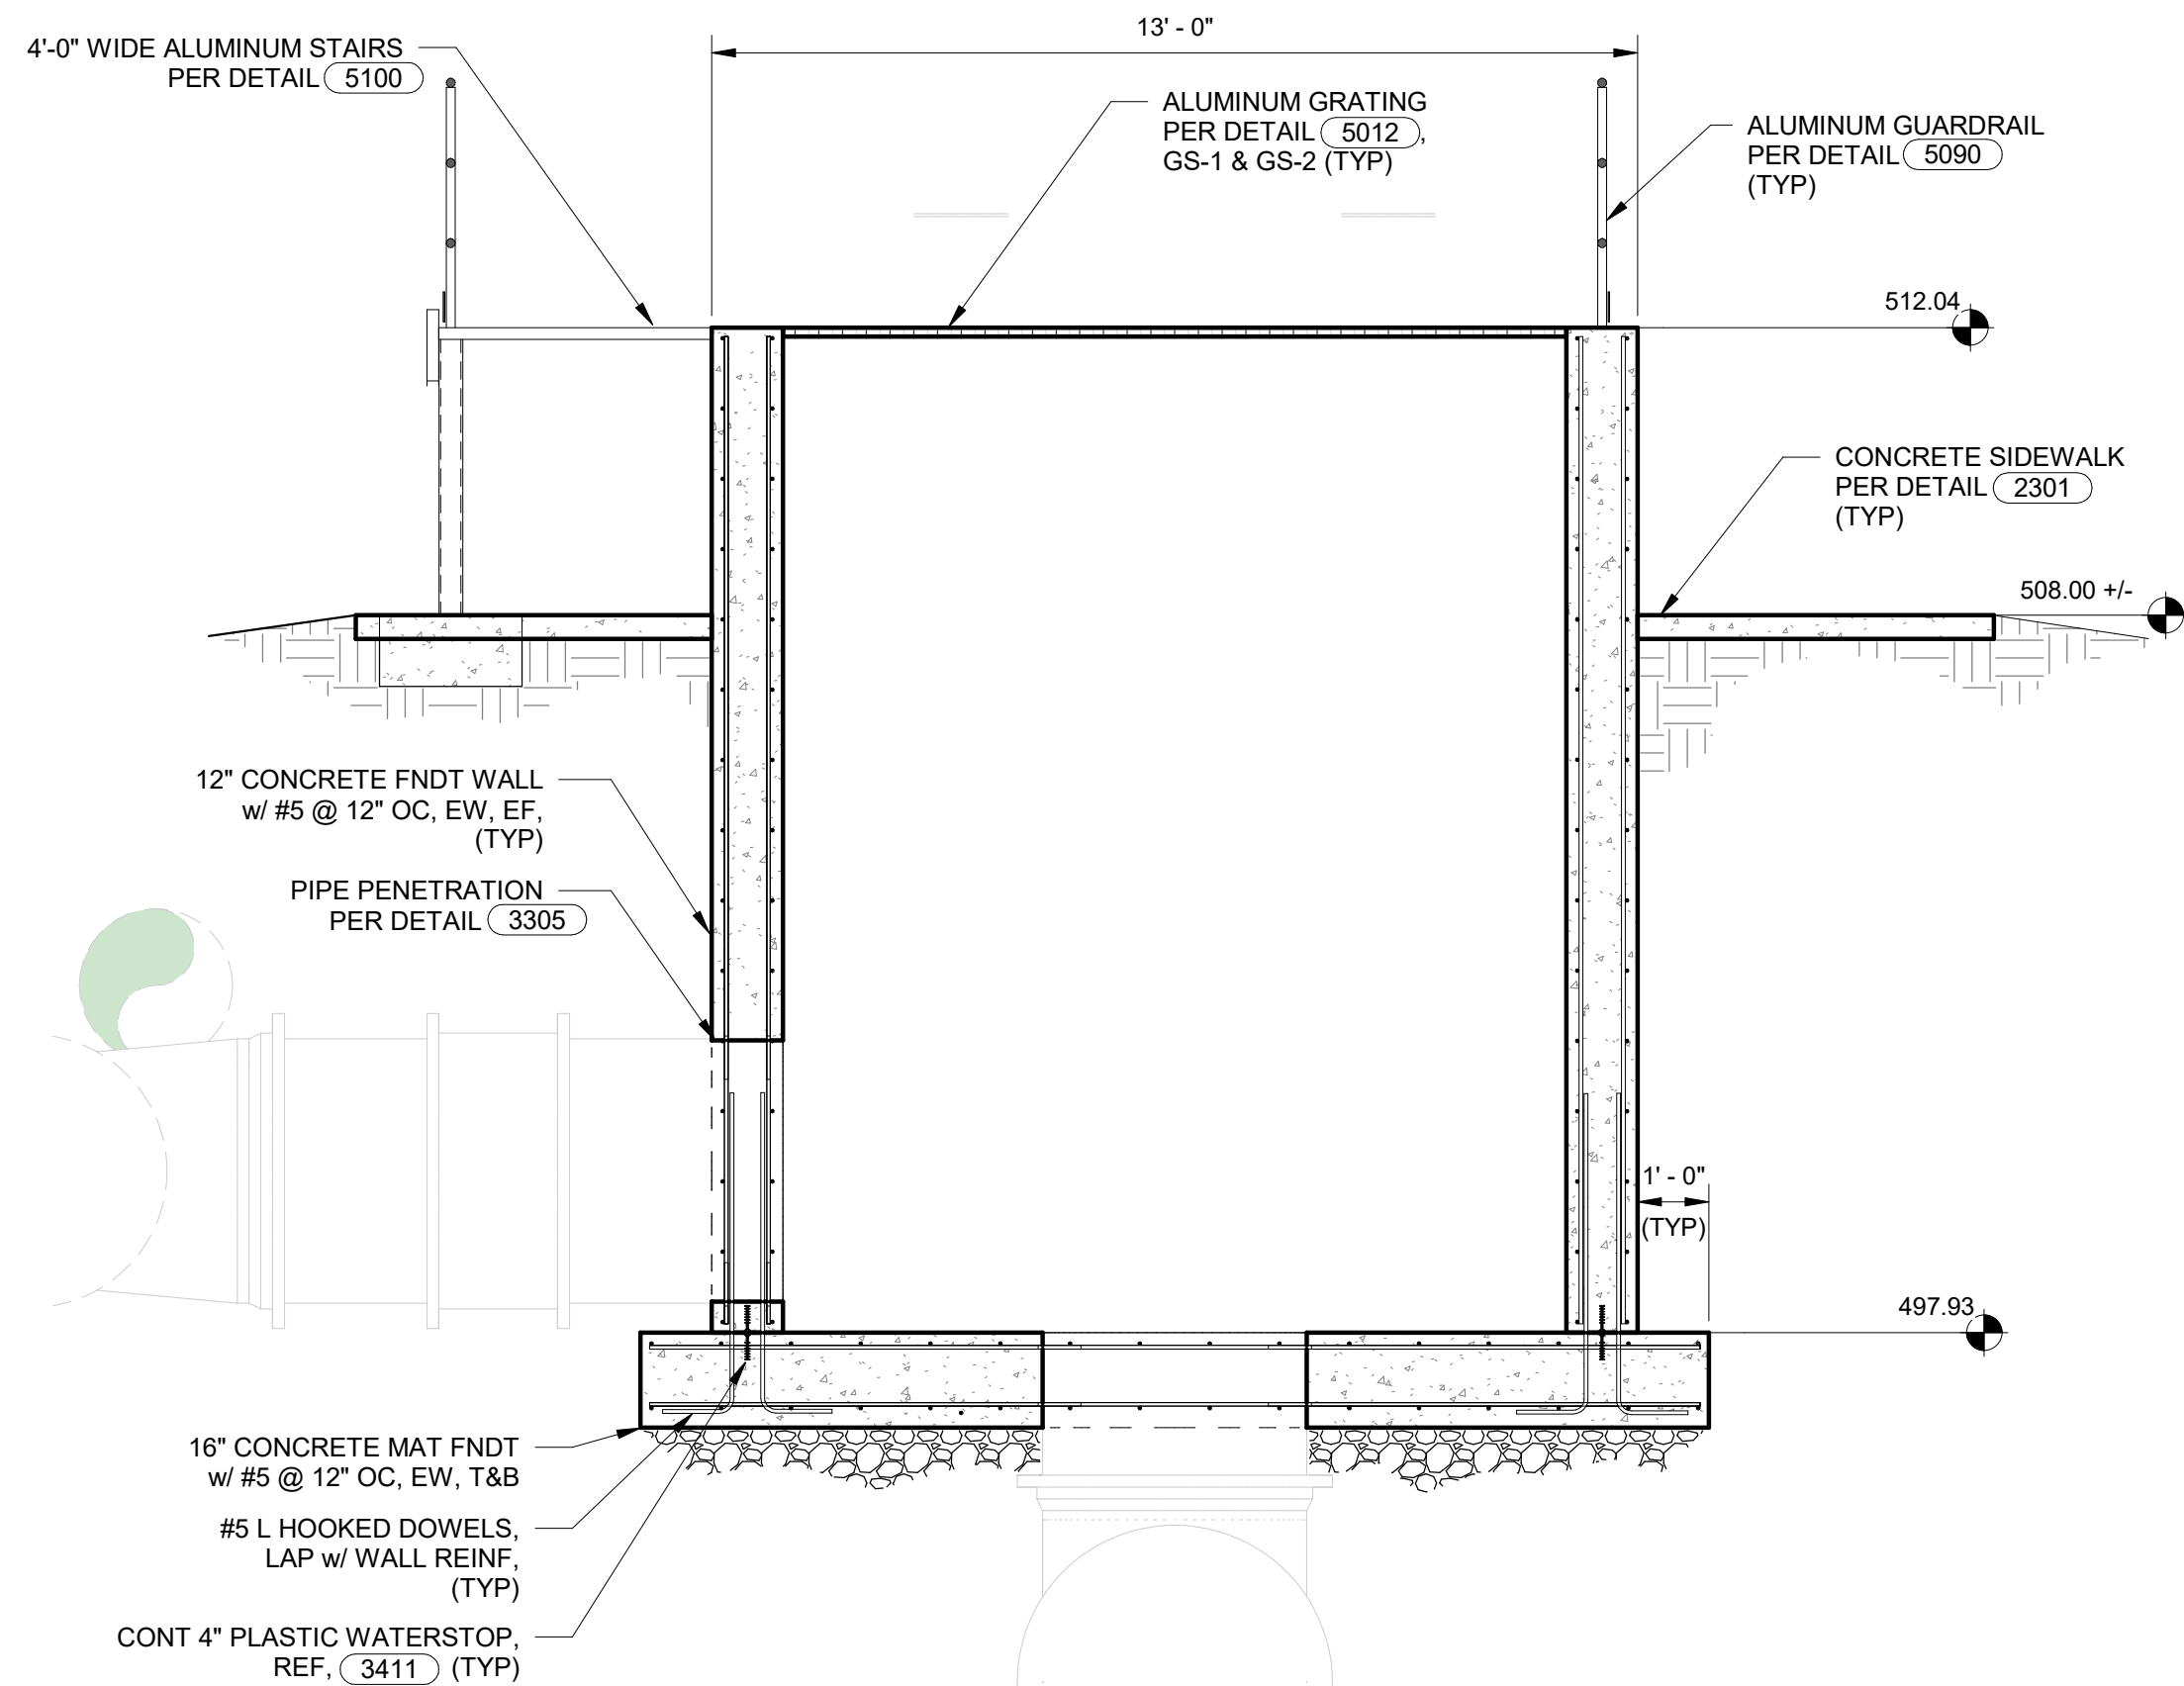 13' - 0"
4'-0" WIDE ALUMINUM STAIRS
PER DETAIL 5100
ALUMINUM GRATING
PER DETAIL 5012,
GS-1 & GS-2 (TYP)
ALUMINUM GUARDRAIL
PER DETAIL 5090
(TYP)
512.04
CONCRETE SIDEWALK
PER DETAIL 2301
(TYP)
508.00 +/-
12" CONCRETE FNDT WALL
w/ #5 @ 12" OC, EW, EF,
(TYP)
PIPE PENETRATION
PER DETAIL 3305
1' - 0"
(TYP)
497.93
16" CONCRETE MAT FNDT
w/ #5 @ 12" OC, EW, T&B
#5 L HOOKED DOWELS,
LAP w/ WALL REINF,
(TYP)
CONT 4" PLASTIC WATERSTOP,
REF, 3411 (TYP)